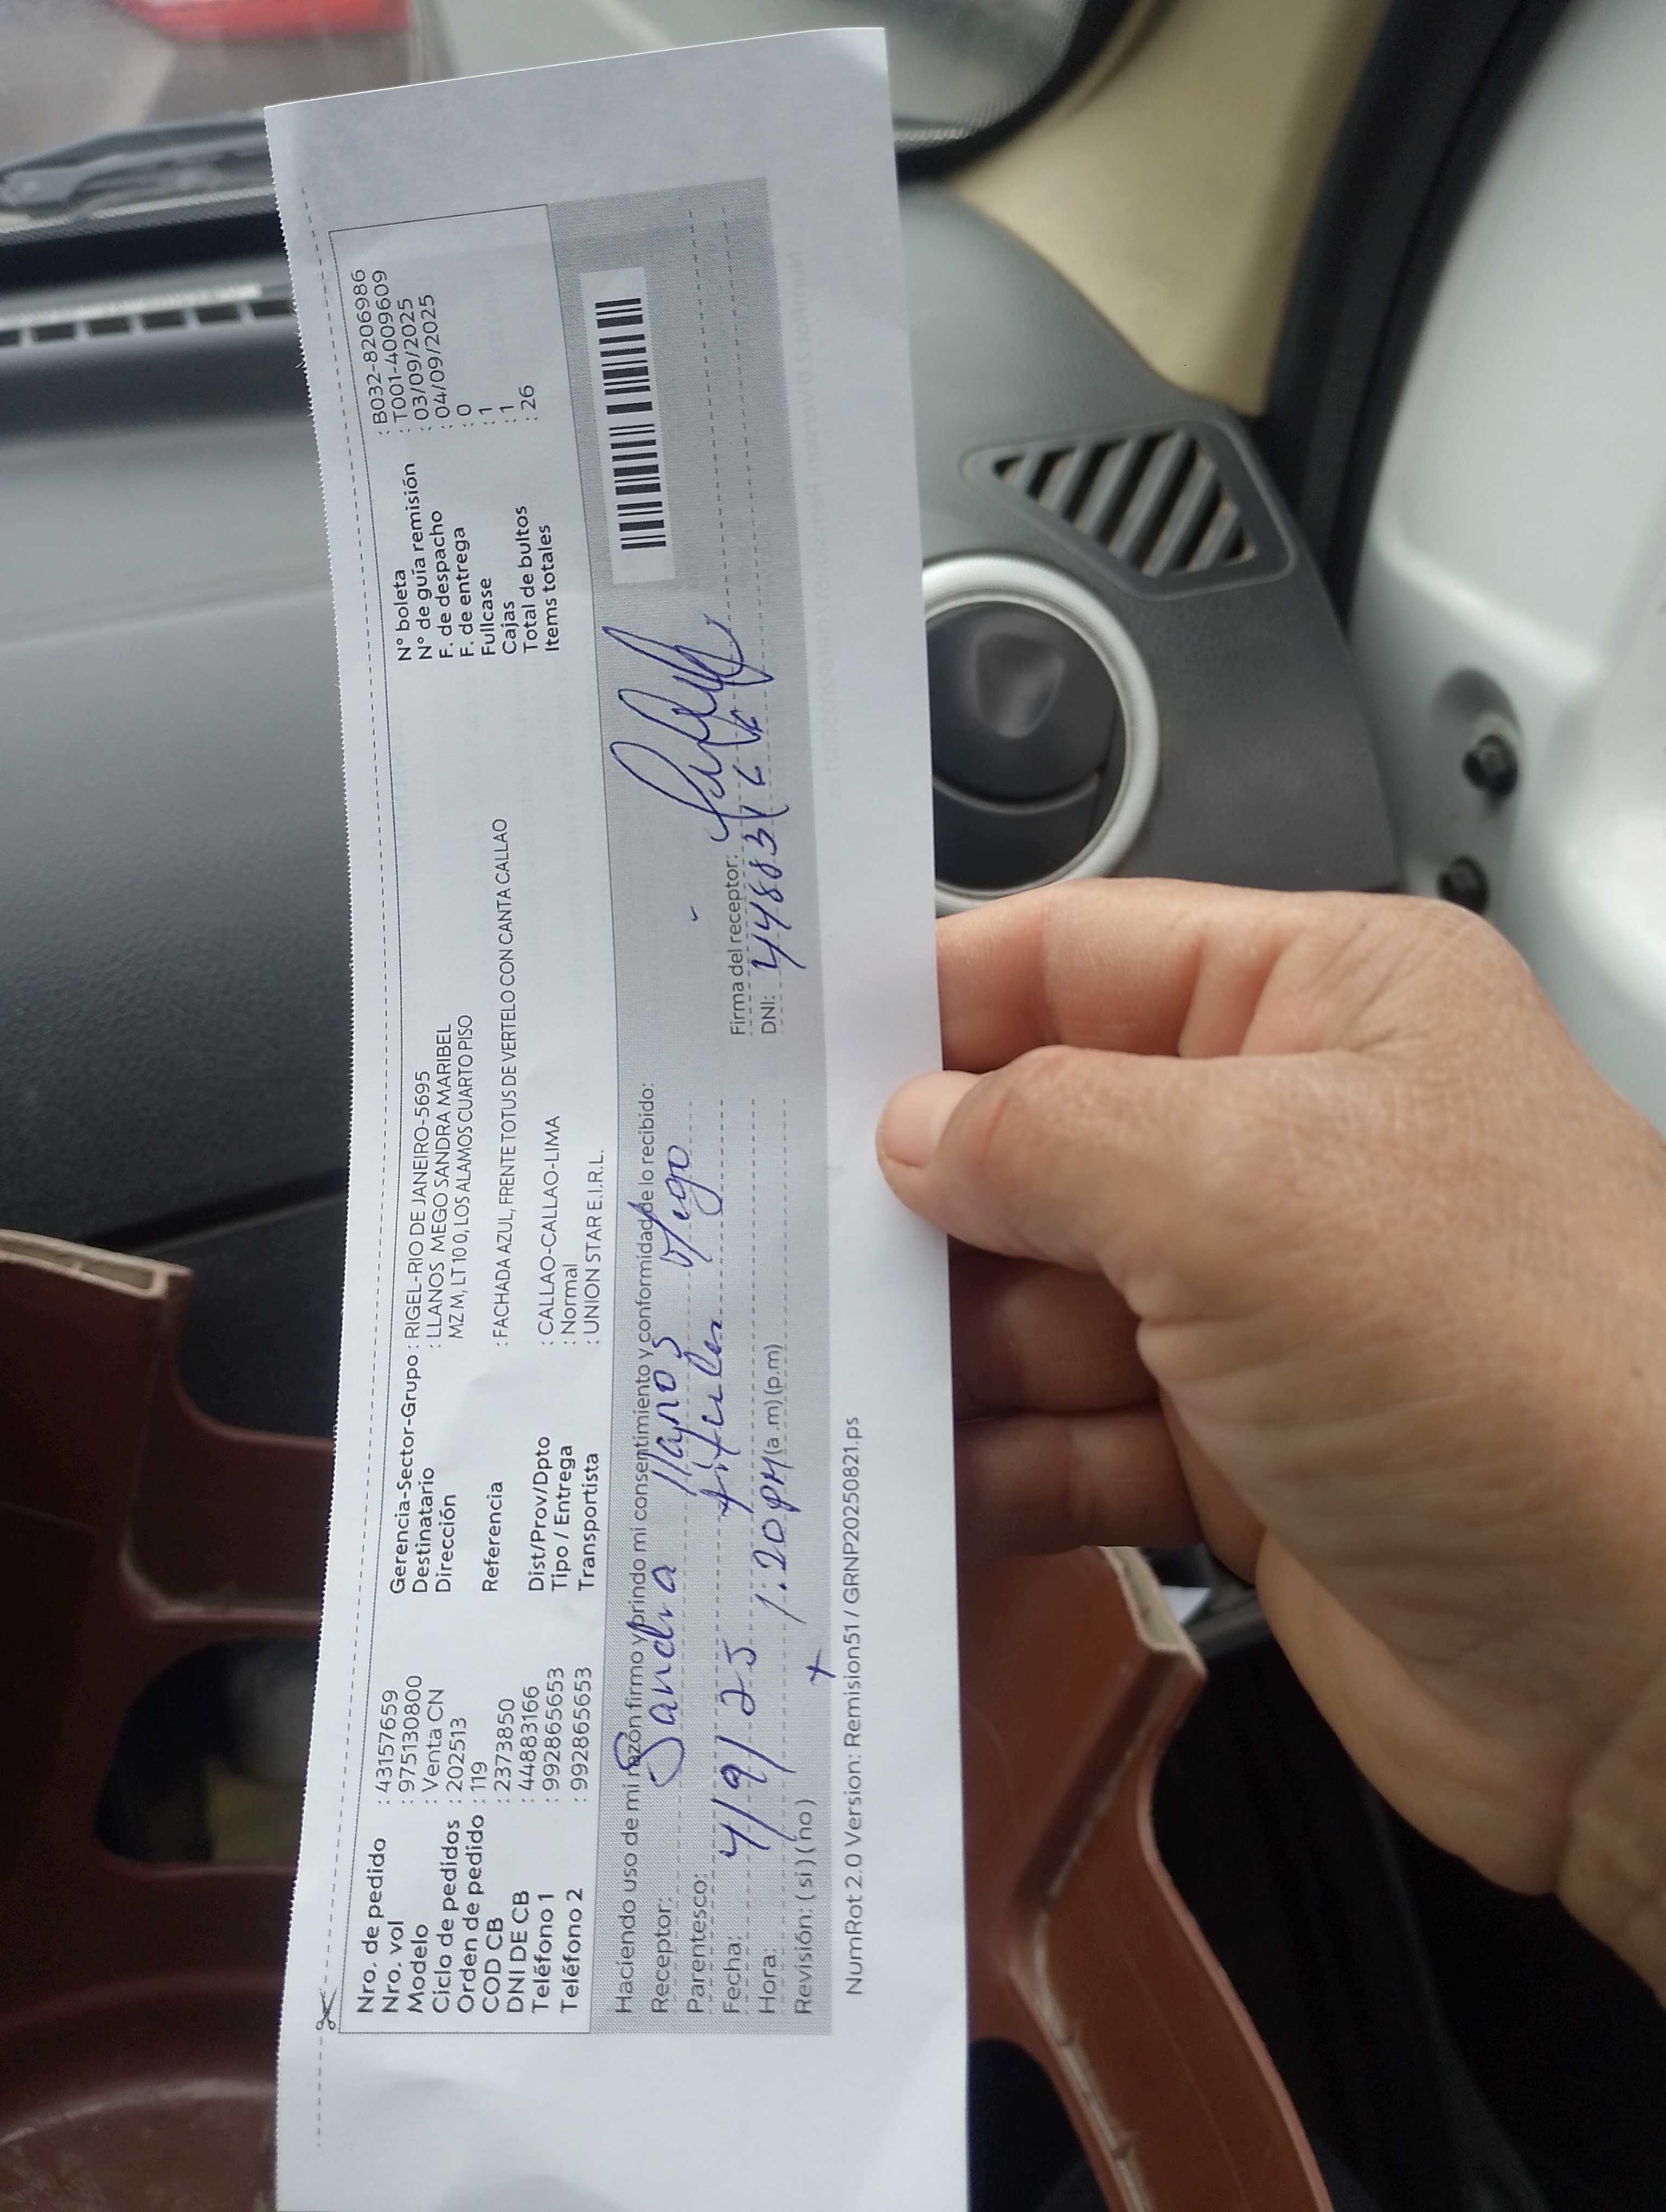 Nro. de pedido : 43157659
Nro. vol : 975130800
Modelo : Venta CN
Ciclo de pedidos : 202513
Orden de pedido : 119
COD CB : 2373850
DNI DE CB : 44883166
Teléfono 1 : 992865653
Teléfono 2 : 992865653
Gerencia-Sector-Grupo : RIGEL-RIO DE JANEIRO-5695
Destinatario : LLANOS MEGO SANDRA MARIBEL
Dirección MZ M, LT 10 0, LOS ALAMOS CUARTO PISO
Referencia : FACHADA AZUL, FRENTE TOTUS DE VERTELO CON CANTA CALLAO
Dist/Prov/Dpto : CALLAO-CALLAO-LIMA
Tipo / Entrega : Normal
Transportista : UNION STAR E.I.R.L.
N° boleta : B032-8206986
N° de guía remisión : T001-4009609
F. de despacho : 03/09/2025
F. de entrega : 04/09/2025
Fullcase : 0
Cajas : 1
Total de bultos : 1
Items totales : 26
Haciendo uso de mi razón firmo y brindo mi consentimiento y conformidad de lo recibido:
Receptor: Sandra llanos Mego
Parentesco: titular
Fecha: 4/9/25
Hora: 1:20 PM (a.m) (p.m)
Revisión: ( si ) ( no )
Firma del receptor:
DNI: 44883166
NumRot 2.0 Version: Remision51 / GRNP20250821.ps